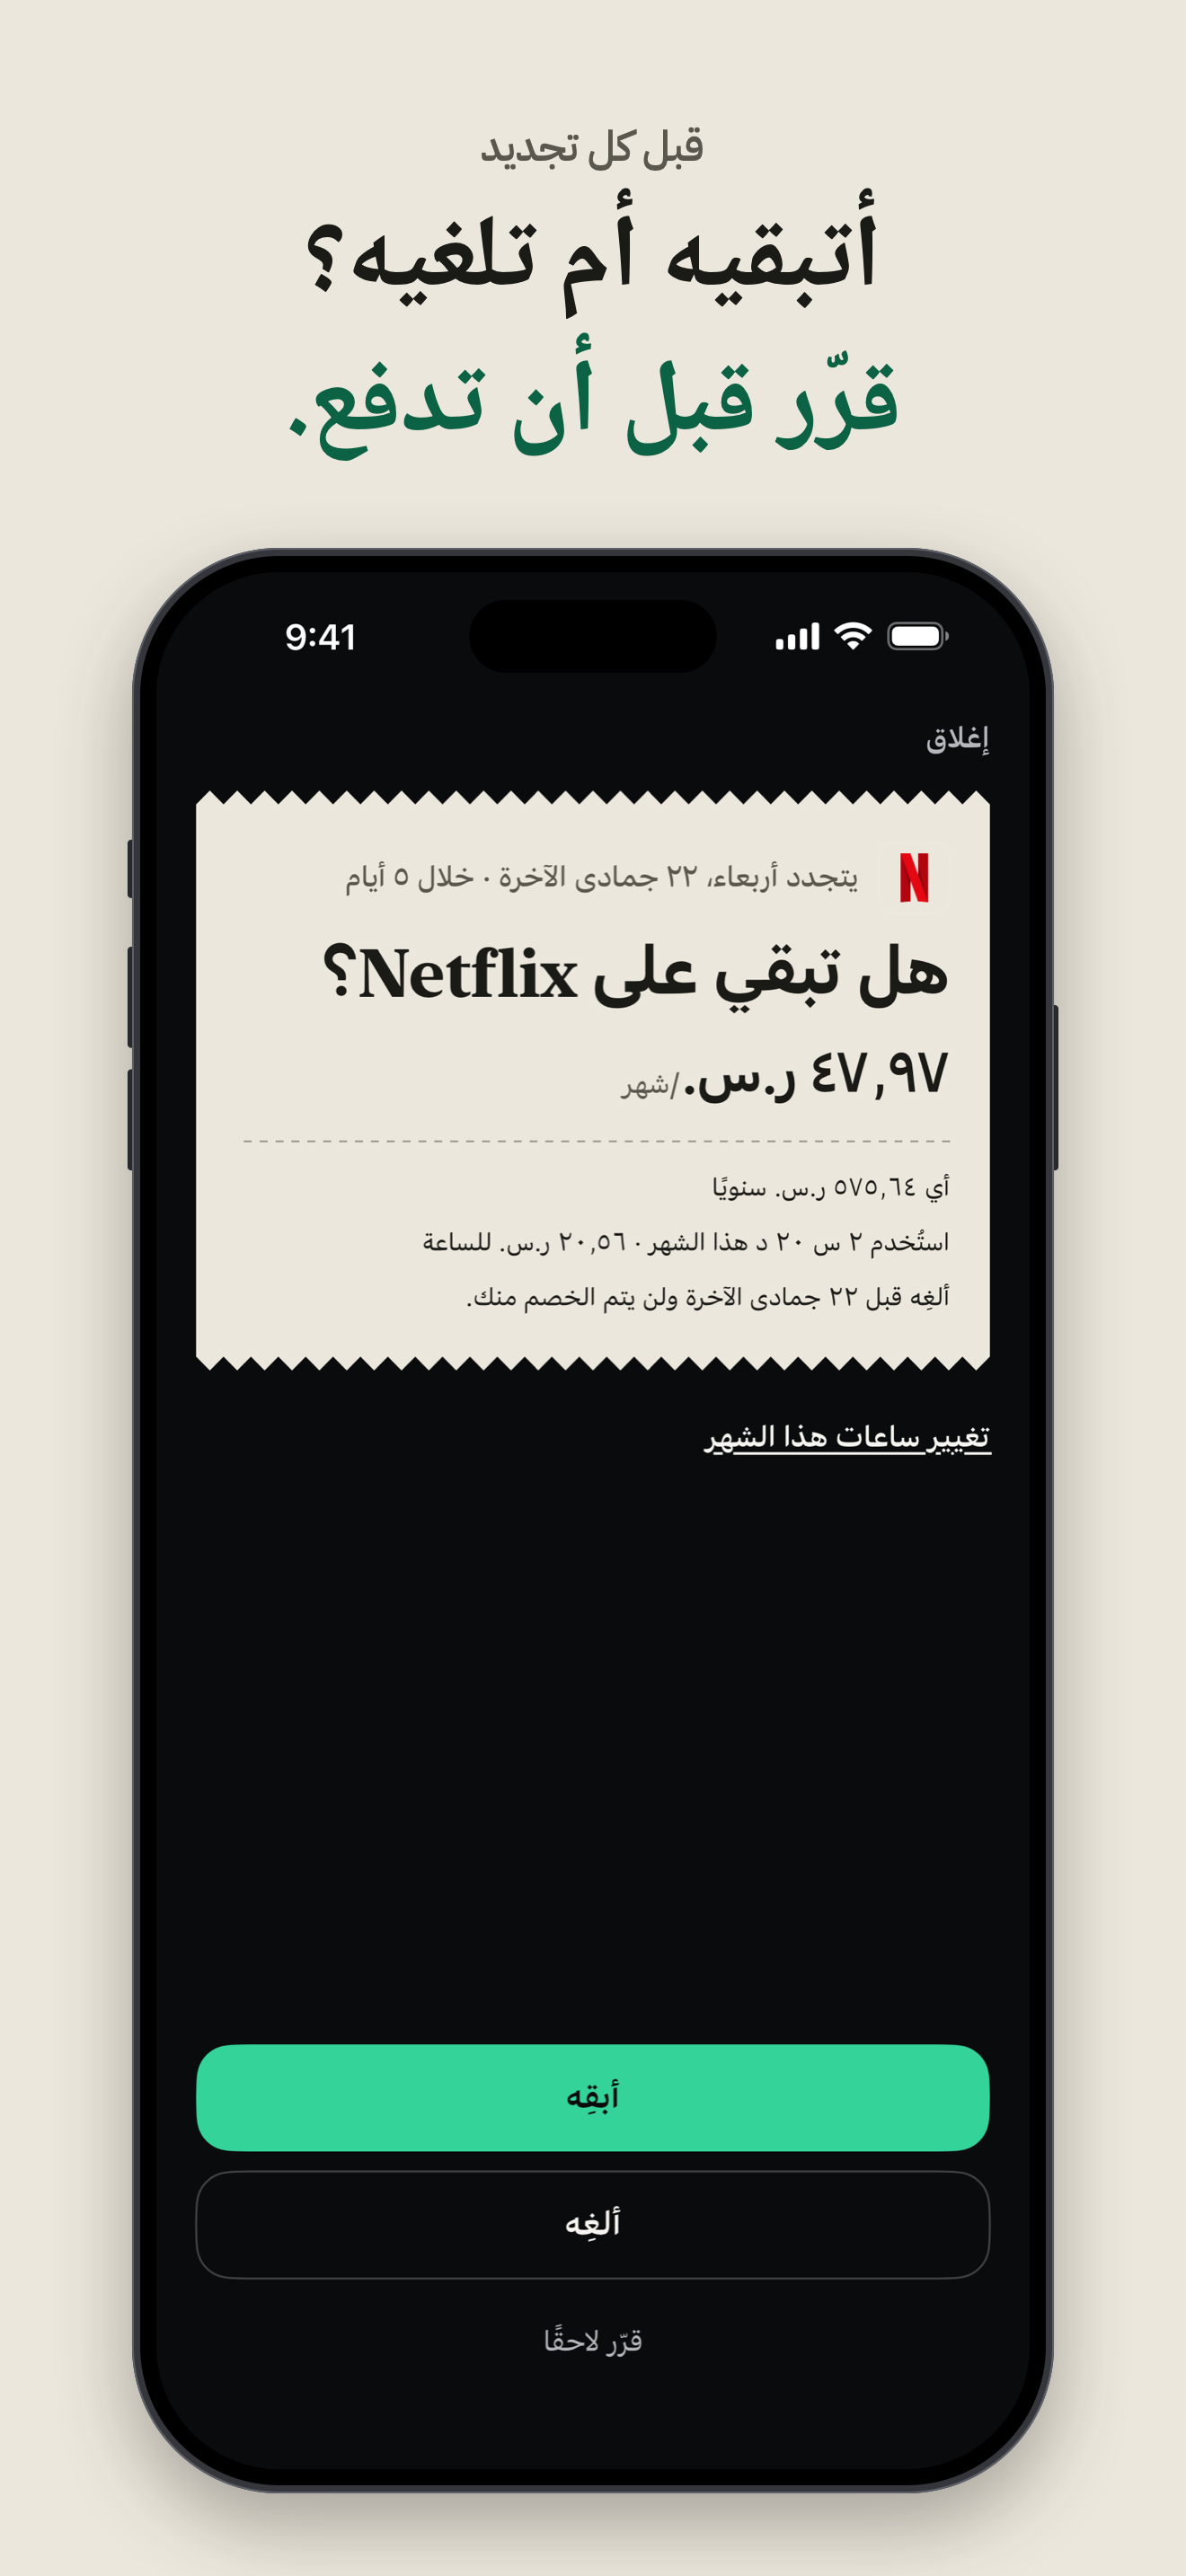 قبل كل تجديد
أتبقيه أم تلغيه؟
قرّر قبل أن تدفع.
9:41
إغلاق
يتجدد أربعاء، ٢٢ جمادى الآخرة · خلال ٥ أيام
هل تبقي على Netflix؟
٤٧,٩٧ ر.س./شهر
أي ٥٧٥,٦٤ ر.س. سنويًا
استُخدم ٢ س ٢٠ د هذا الشهر · ٢٠,٥٦ ر.س. للساعة
ألغِه قبل ٢٢ جمادى الآخرة ولن يتم الخصم منك.
تغيير ساعات هذا الشهر
أبقِه
ألغِه
قرّر لاحقًا